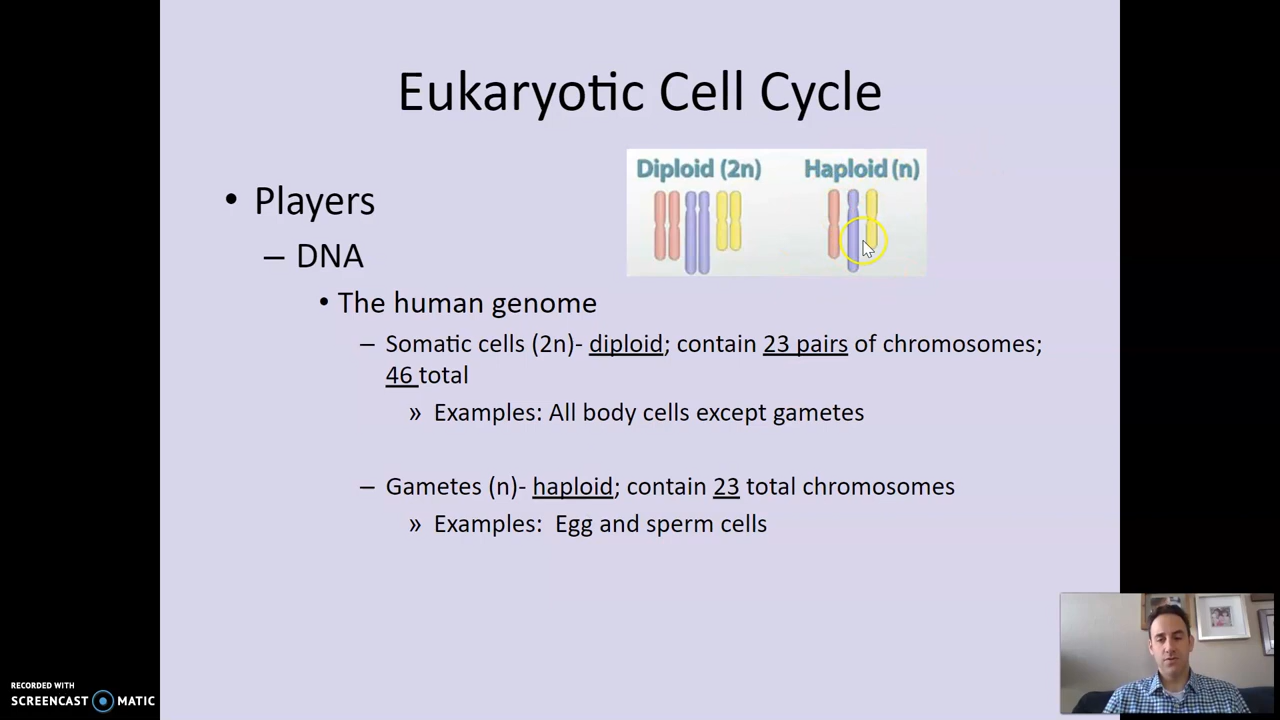 Eukaryotic Cell Cycle
Diploid (2n) Haploid (n)
• Players
– DNA
• The human genome
– Somatic cells (2n)- diploid; contain 23 pairs of chromosomes;
46 total
» Examples: All body cells except gametes
– Gametes (n)- haploid; contain 23 total chromosomes
» Examples:  Egg and sperm cells
RECORDED WITH
SCREENCAST MATIC